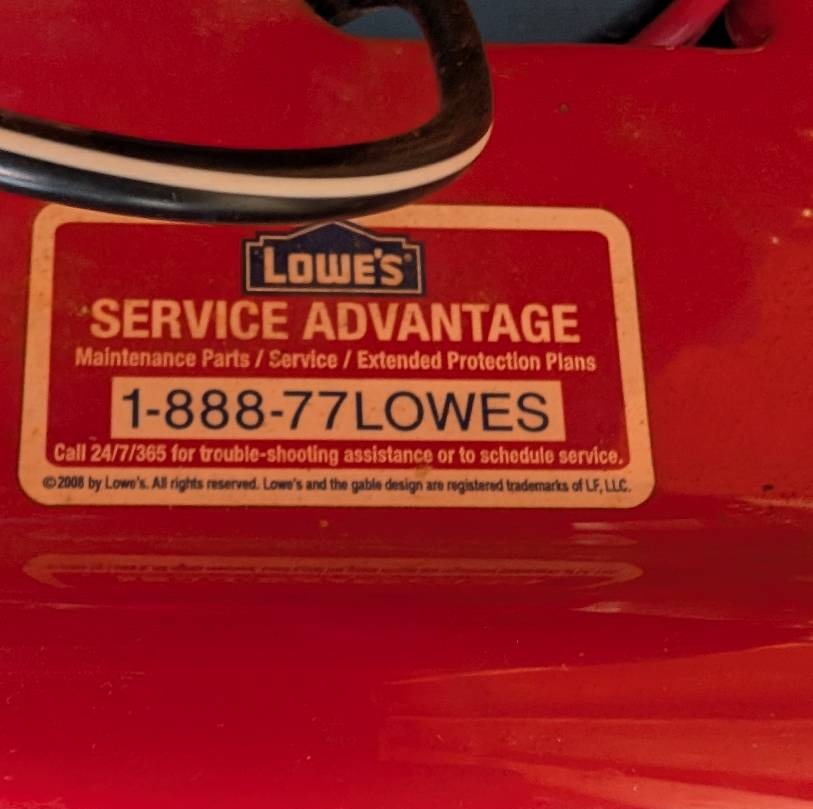 LOWE'S
SERVICE ADVANTAGE
Maintenance Parts / Service / Extended Protection Plans
1-888-77LOWES
Call 24/7/365 for trouble-shooting assistance or to schedule service.
©2008 by Lowe's. All rights reserved. Lowe's and the gable design are registered trademarks of LF, LLC.